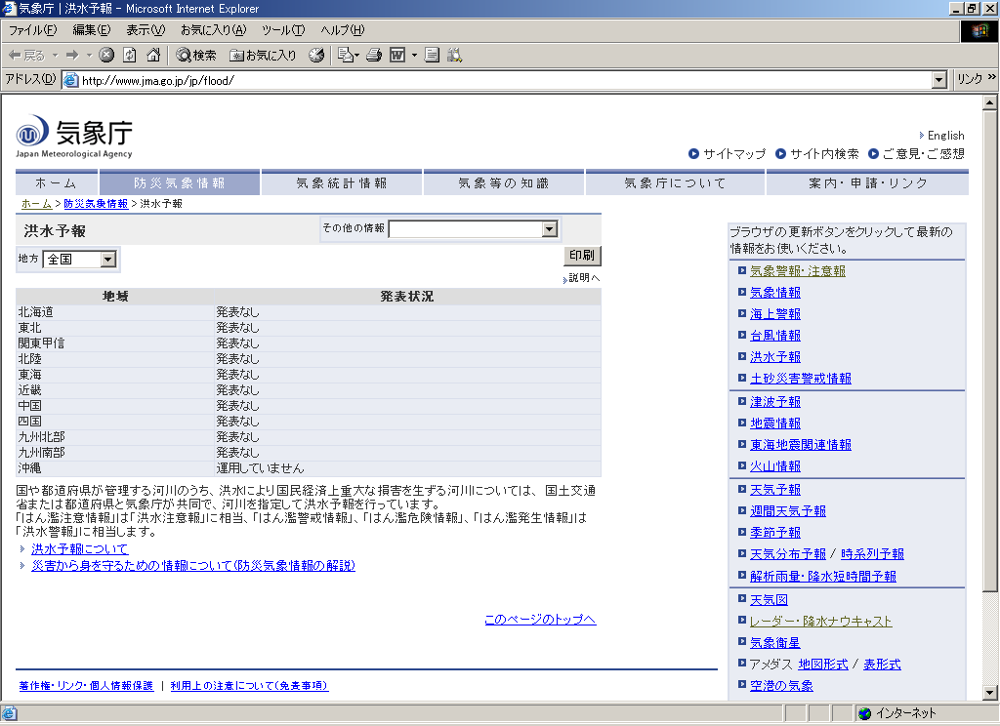 気象庁 | 洪水予報 - Microsoft Internet Explorer
ファイル(F) 編集(E) 表示(V) お気に入り(A) ツール(T) ヘルプ(H)
戻る 検索 お気に入り
アドレス(D) http://www.jma.go.jp/jp/flood/ リンク »
気象庁
Japan Meteorological Agency
English
サイトマップ サイト内検索 ご意見・ご感想
ホーム 防災気象情報 気象統計情報 気象等の知識 気象庁について 案内・申請・リンク
ホーム > 防災気象情報 > 洪水予報
洪水予報 その他の情報
地方 全国 印刷
説明へ
地域 発表状況
北海道 発表なし
東北 発表なし
関東甲信 発表なし
北陸 発表なし
東海 発表なし
近畿 発表なし
中国 発表なし
四国 発表なし
九州北部 発表なし
九州南部 発表なし
沖縄 運用していません
国や都道府県が管理する河川のうち、洪水により国民経済上重大な損害を生ずる河川については、国土交通
省または都道府県と気象庁が共同で、河川を指定して洪水予報を行っています。
「はん濫注意情報」は「洪水注意報」に相当、「はん濫警戒情報」、「はん濫危険情報」、「はん濫発生情報」は
「洪水警報」に相当します。
洪水予報について
災害から身を守るための情報について(防災気象情報の解説)
このページのトップへ
著作権・リンク・個人情報保護 | 利用上の注意について(免責事項)
ブラウザの更新ボタンをクリックして最新の
情報をお使いください。
気象警報・注意報
気象情報
海上警報
台風情報
洪水予報
土砂災害警戒情報
津波予報
地震情報
東海地震関連情報
火山情報
天気予報
週間天気予報
季節予報
天気分布予報 / 時系列予報
解析雨量・降水短時間予報
天気図
レーダー・降水ナウキャスト
気象衛星
アメダス 地図形式 / 表形式
空港の気象
インターネット